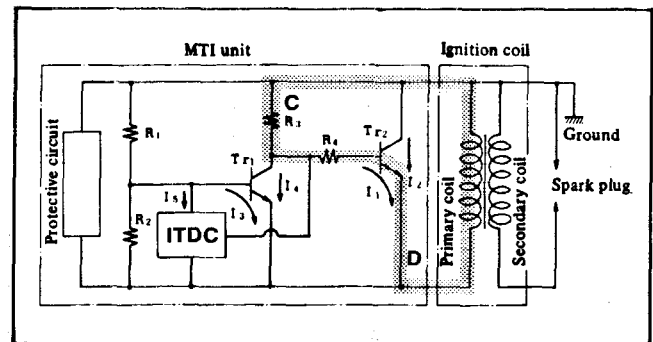 MTI unit
Ignition coil
Protective circuit
R1
R2
ITDC
I5
I3
Tr1
I4
C
R3
R4
Tr2
I1
I2
D
Primary coil
Secondary coil
Ground
Spark plug